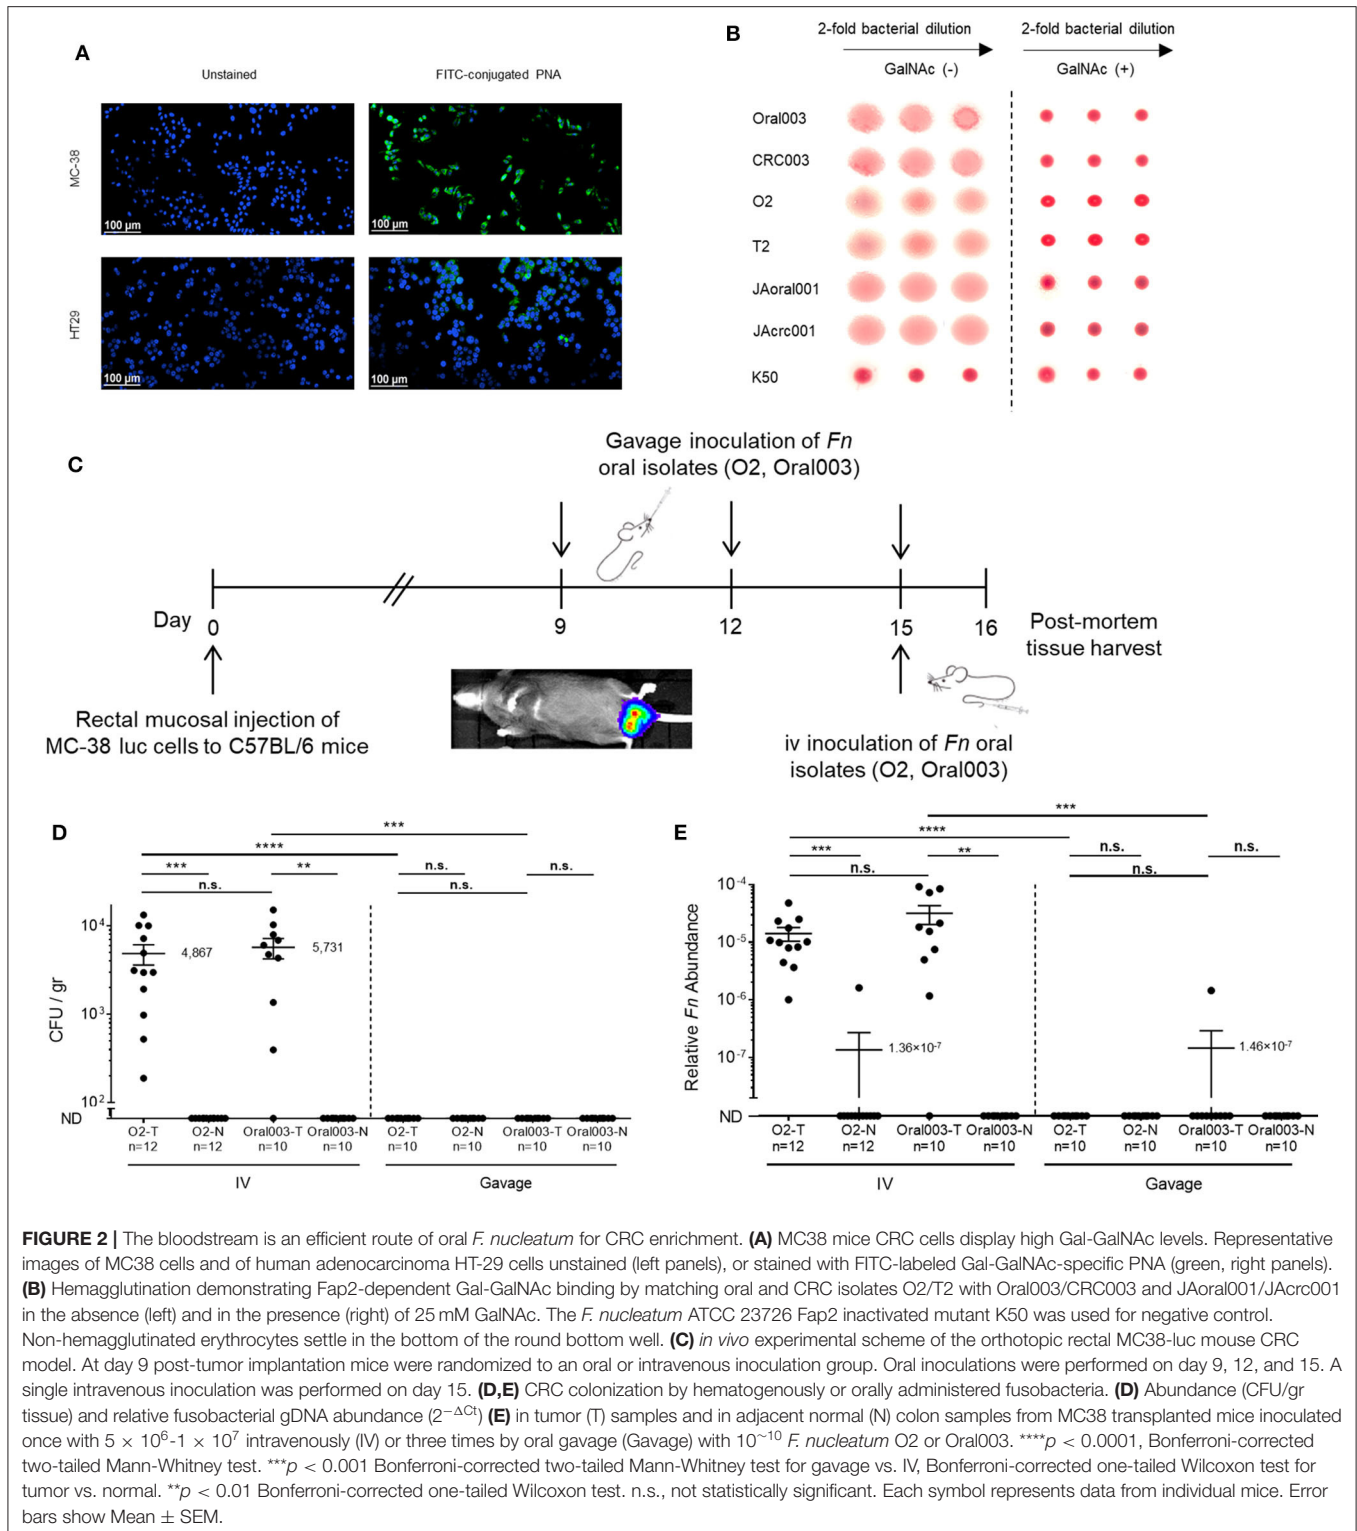 A
Unstained
FITC-conjugated PNA
MC-38
100 µm
100 µm
HT29
100 µm
100 µm
B
2-fold bacterial dilution
2-fold bacterial dilution
GalNAc (-)
GalNAc (+)
Oral003
CRC003
O2
T2
JAoral001
JAcrc001
K50
C
Gavage inoculation of Fn
oral isolates (O2, Oral003)
Day
0
9
12
15
16
Post-mortem
tissue harvest
Rectal mucosal injection of
MC-38 luc cells to C57BL/6 mice
iv inoculation of Fn oral
isolates (O2, Oral003)
D
***
****
***
**
n.s.
n.s.
n.s.
n.s.
CFU / gr
10⁴
10³
10²
ND
4,867
5,731
O2-T
n=12
O2-N
n=12
Oral003-T
n=10
Oral003-N
n=10
O2-T
n=10
O2-N
n=10
Oral003-T
n=10
Oral003-N
n=10
IV
Gavage
E
***
****
***
**
n.s.
n.s.
n.s.
n.s.
Relative Fn Abundance
10⁻⁴
10⁻⁵
10⁻⁶
10⁻⁷
ND
1.36×10⁻⁷
1.46×10⁻⁷
O2-T
n=12
O2-N
n=12
Oral003-T
n=10
Oral003-N
n=10
O2-T
n=10
O2-N
n=10
Oral003-T
n=10
Oral003-N
n=10
IV
Gavage
FIGURE 2 | The bloodstream is an efficient route of oral F. nucleatum for CRC enrichment. (A) MC38 mice CRC cells display high Gal-GalNAc levels. Representative
images of MC38 cells and of human adenocarcinoma HT-29 cells unstained (left panels), or stained with FITC-labeled Gal-GalNAc-specific PNA (green, right panels).
(B) Hemagglutination demonstrating Fap2-dependent Gal-GalNAc binding by matching oral and CRC isolates O2/T2 with Oral003/CRC003 and JAoral001/JAcrc001
in the absence (left) and in the presence (right) of 25 mM GalNAc. The F. nucleatum ATCC 23726 Fap2 inactivated mutant K50 was used for negative control.
Non-hemagglutinated erythrocytes settle in the bottom of the round bottom well. (C) in vivo experimental scheme of the orthotopic rectal MC38-luc mouse CRC
model. At day 9 post-tumor implantation mice were randomized to an oral or intravenous inoculation group. Oral inoculations were performed on day 9, 12, and 15. A
single intravenous inoculation was performed on day 15. (D,E) CRC colonization by hematogenously or orally administered fusobacteria. (D) Abundance (CFU/gr
tissue) and relative fusobacterial gDNA abundance (2^−ΔCt) (E) in tumor (T) samples and in adjacent normal (N) colon samples from MC38 transplanted mice inoculated
once with 5 × 10⁶-1 × 10⁷ intravenously (IV) or three times by oral gavage (Gavage) with 10^~10 F. nucleatum O2 or Oral003. ****p < 0.0001, Bonferroni-corrected
two-tailed Mann-Whitney test. ***p < 0.001 Bonferroni-corrected two-tailed Mann-Whitney test for gavage vs. IV, Bonferroni-corrected one-tailed Wilcoxon test for
tumor vs. normal. **p < 0.01 Bonferroni-corrected one-tailed Wilcoxon test. n.s., not statistically significant. Each symbol represents data from individual mice. Error
bars show Mean ± SEM.